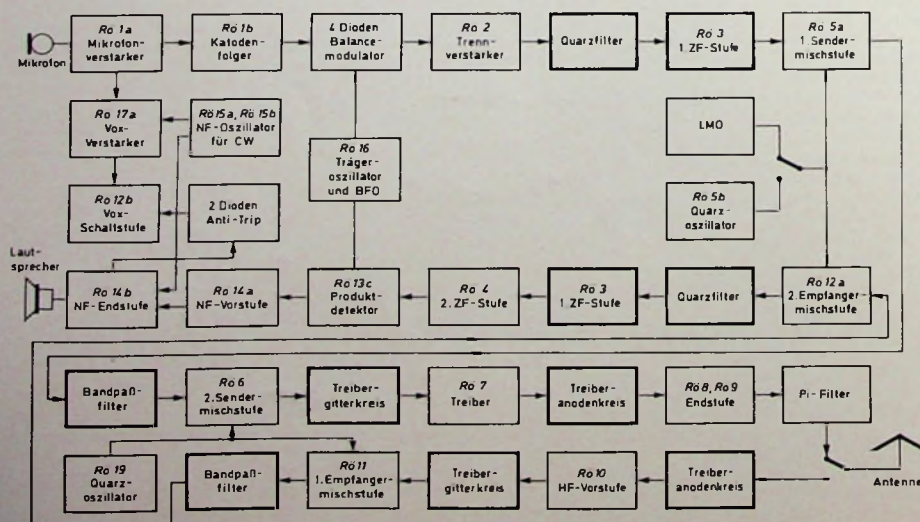 Rö 1a
Mikrofon-
verstärker
Rö 1b
Katoden-
folger
4 Dioden
Balance-
modulator
Rö 2
Trenn-
verstärker
Quarzfilter
Rö 3
1. ZF-Stufe
Rö 5a
1. Sender-
mischstufe
Mikrofon
Rö 17a
Vox-
Verstärker
Rö 15a, Rö 15b
NF-Oszillator
für CW
Rö 16
Träger-
oszillator
und BFO
LMO
Rö 5b
Quarz-
oszillator
Rö 12b
Vox-
Schaltstufe
2 Dioden
Anti-Trip
Laut-
sprecher
Rö 14b
NF-Endstufe
Rö 14a
NF-Vorstufe
Rö 13c
Produkt-
detektor
Rö 4
2. ZF-Stufe
Rö 3
1. ZF-Stufe
Quarzfilter
Rö 12a
2. Empfänger-
mischstufe
Bandpaß-
filter
Rö 6
2. Sender-
mischstufe
Treiber-
gitterkreis
Rö 7
Treiber
Treiber-
anodenkreis
Rö 8, Rö 9
Endstufe
Pi-Filter
Rö 19
Quarz-
oszillator
Bandpaß-
filter
Rö 11
1. Empfänger-
mischstufe
Treiber-
gitterkreis
Rö 10
HF-Vorstufe
Treiber-
anodenkreis
Antenne